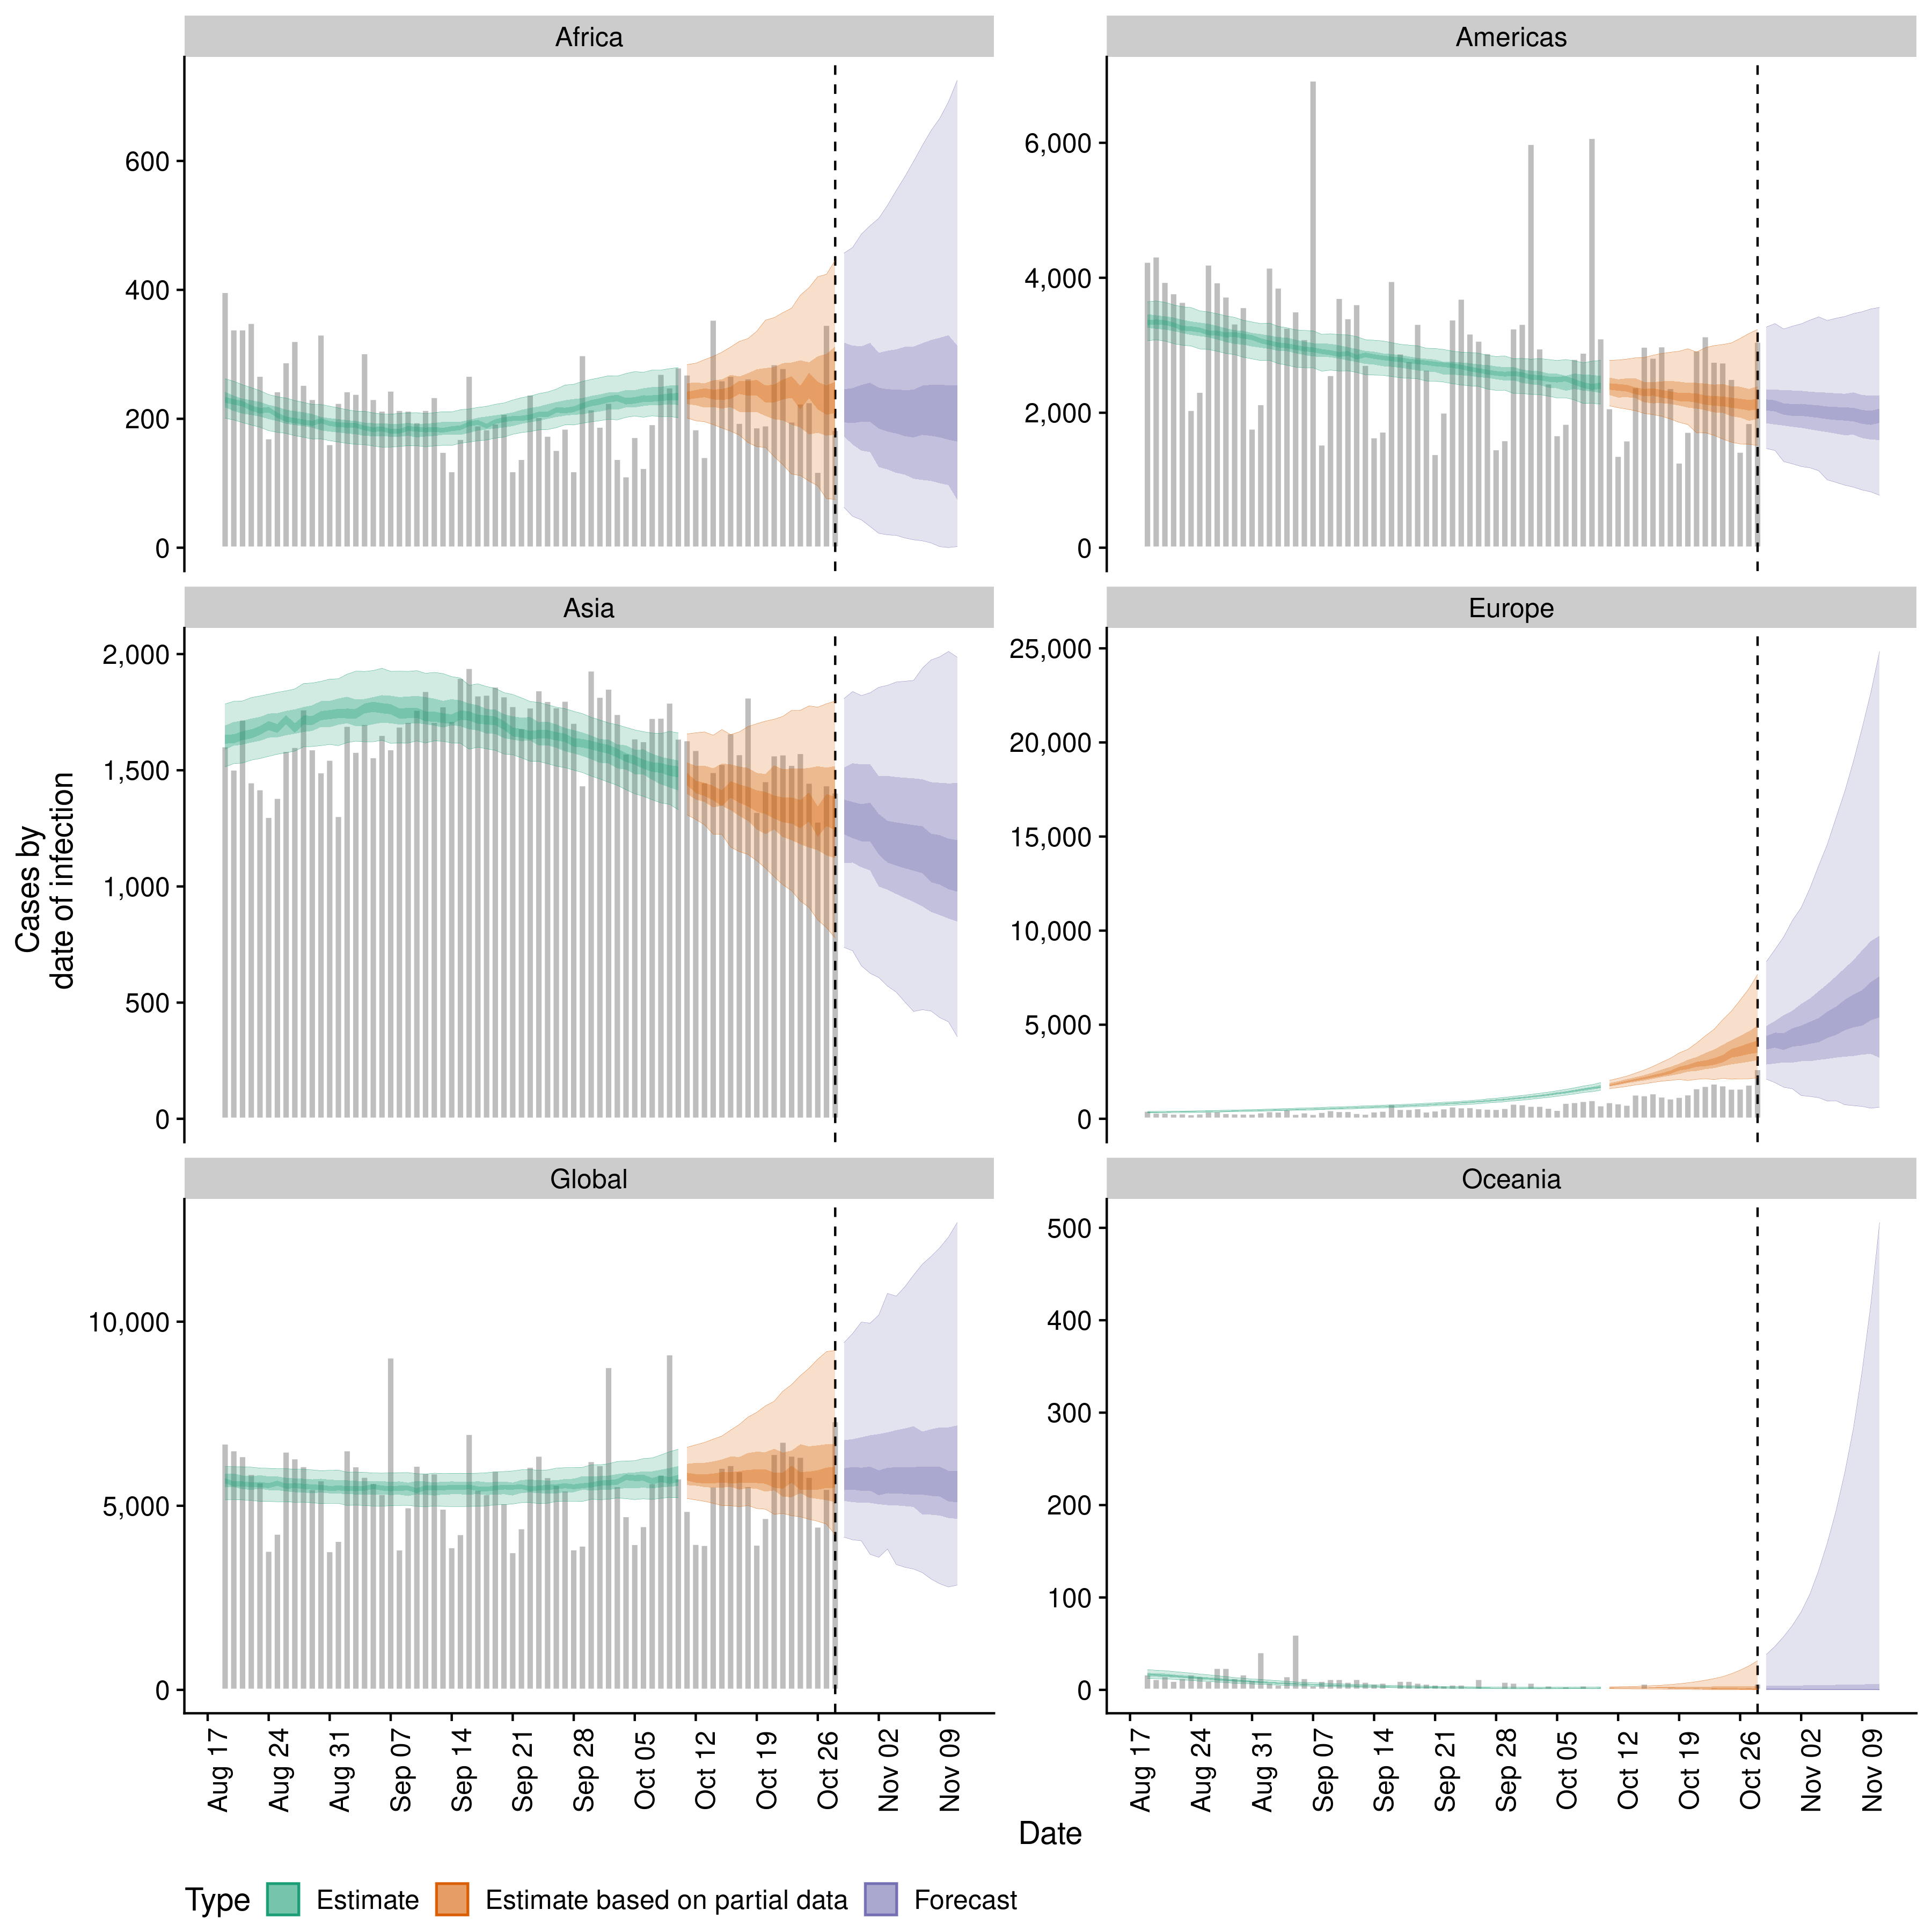 Africa
Americas
600
400
200
0
6,000
4,000
2,000
0
Asia
Europe
2,000
1,500
1,000
500
0
25,000
20,000
15,000
10,000
5,000
0
Cases by
date of infection
Global
Oceania
10,000
5,000
0
500
400
300
200
100
0
Aug 17
Aug 24
Aug 31
Sep 07
Sep 14
Sep 21
Sep 28
Oct 05
Oct 12
Oct 19
Oct 26
Nov 02
Nov 09
Aug 17
Aug 24
Aug 31
Sep 07
Sep 14
Sep 21
Sep 28
Oct 05
Oct 12
Oct 19
Oct 26
Nov 02
Nov 09
Date
Type Estimate Estimate based on partial data Forecast